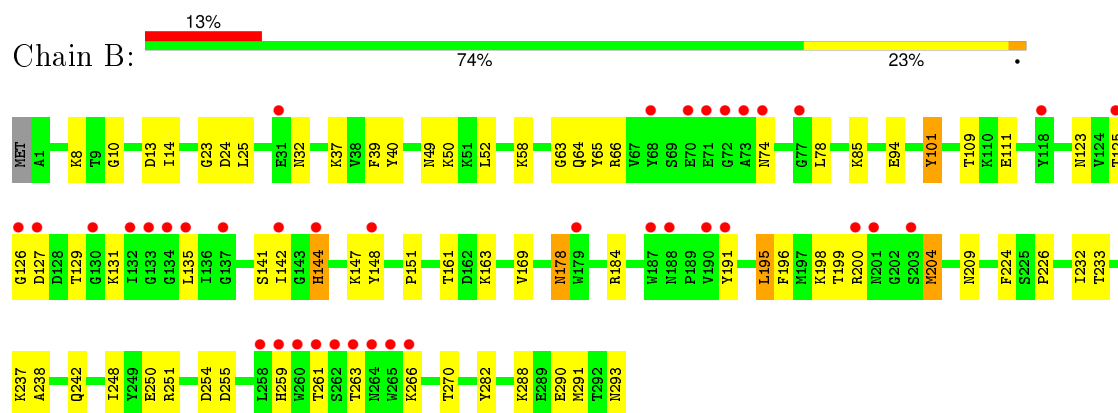 13%
Chain B:
74% 23% •
MET A1 K8 T9 G10 D13 I14 G23 D24 L25 E31 N32 K37 V38 F39 Y40 N49 K50 K51 L52 K58 G63 Q64 Y65 R66 V67 Y68 S69 E70 E71 G72 A73 N74 G77 L78 K85 E94 Y101 T109 K110 E111 Y118 N123 V124 T125
G126 D127 D128 T129 G130 K131 I132 G133 G134 L135 I136 G137 S141 I142 G143 H144 K147 Y148 P151 T161 D162 K163 V169 N178 W179 R184 W187 N188 P189 V190 Y191 L195 F196 M197 K198 T199 R200 N201 G202 S203 M204 N209 F224 S225 P226 I232 T233
K237 A238 Q242 I248 Y249 E250 R251 D254 D255 L258 H259 W260 T261 S262 T263 N264 W265 K266 T270 Y282 K288 E289 E290 M291 T292 N293